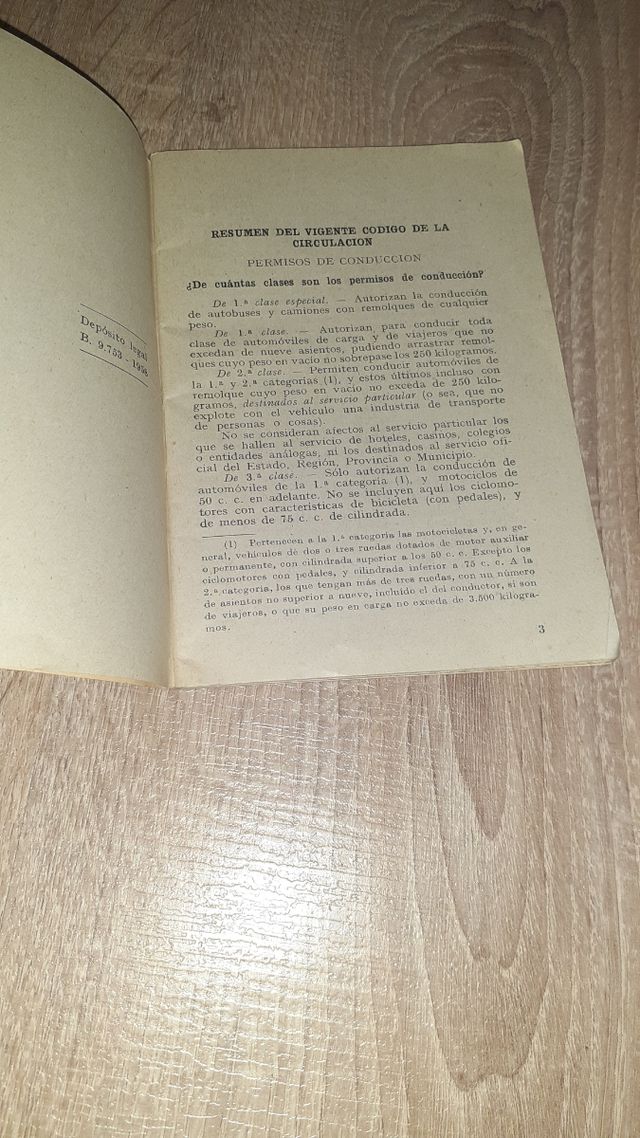 Depósito legal
B. 9.753 - 1958
RESUMEN DEL VIGENTE CODIGO DE LA
CIRCULACION
PERMISOS DE CONDUCCION
¿De cuántas clases son los permisos de conducción?
De 1.ª clase especial. — Autorizan la conducción
de autobuses y camiones con remolques de cualquier
peso.
De 1.ª clase. — Autorizan para conducir toda
clase de automóviles de carga y de viajeros que no
excedan de nueve asientos, pudiendo arrastrar remol-
ques cuyo peso en vacío no sobrepase los 250 kilogramos.
De 2.ª clase. — Permiten conducir automóviles de
la 1.ª y 2.ª categorías (1), y estos últimos incluso con
remolque cuyo peso en vacío no exceda de 250 kilo-
gramos, destinados al servicio particular (o sea, que no
explote con el vehículo una industria de transporte
de personas o cosas).
No se consideran afectos al servicio particular los
que se hallen al servicio de hoteles, casinos, colegios
o entidades análogas, ni los destinados al servicio ofi-
cial del Estado, Región, Provincia o Municipio.
De 3.ª clase. — Sólo autorizan la conducción de
automóviles de la 1.ª categoría (1), y motociclos de
50 c. c. en adelante. No se incluyen aquí los ciclomo-
tores con características de bicicleta (con pedales), y
de menos de 75 c. c. de cilindrada.
(1) Pertenecen a la 1.ª categoría las motocicletas y, en ge-
neral, vehículos de dos o tres ruedas dotados de motor auxiliar
o permanente, con cilindrada superior a los 50 c. c. Excepto los
ciclomotores con pedales, y cilindrada inferior a 75 c. c. A la
2.ª categoría, los que tengan más de tres ruedas, con un número
de asientos no superior a nueve, incluido el del conductor, si son
de viajeros, o que su peso en carga no exceda de 3.500 kilogra-
mos.
3